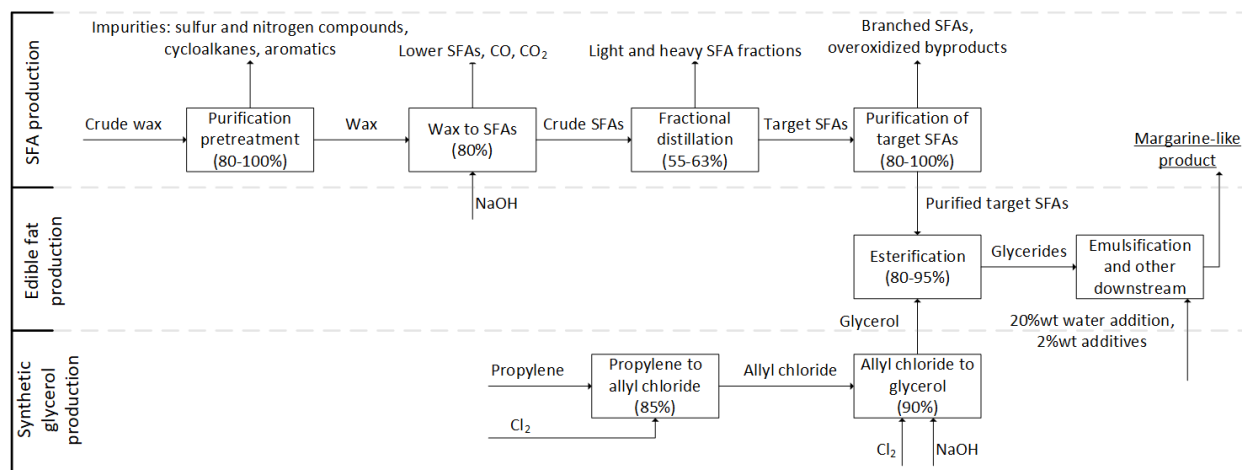 SFA production
Impurities: sulfur and nitrogen compounds,
cycloalkanes, aromatics
Lower SFAs, CO, CO₂
Light and heavy SFA fractions
Branched SFAs,
overoxidized byproducts
Crude wax
Purification
pretreatment
(80-100%)
Wax
Wax to SFAs
(80%)
Crude SFAs
Fractional
distillation
(55-63%)
Target SFAs
Purification of
target SFAs
(80-100%)
Margarine-like
product
NaOH
Purified target SFAs
Edible fat
production
Esterification
(80-95%)
Glycerides
Emulsification
and other
downstream
Glycerol
20%wt water addition,
2%wt additives
Synthetic
glycerol
production
Propylene
Propylene to
allyl chloride
(85%)
Allyl chloride
Allyl chloride to
glycerol
(90%)
Cl₂
Cl₂
NaOH